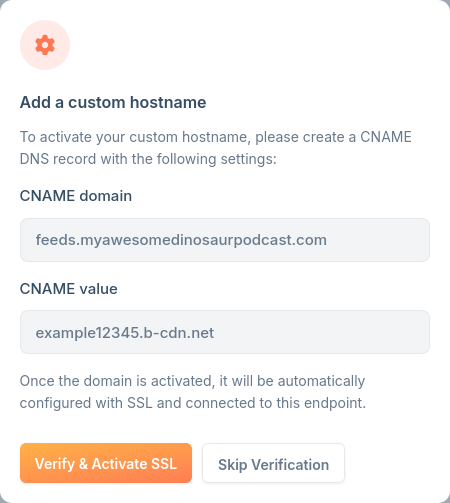 Add a custom hostname
To activate your custom hostname, please create a CNAME
DNS record with the following settings:
CNAME domain
feeds.myawesomedinosaurpodcast.com
CNAME value
example12345.b-cdn.net
Once the domain is activated, it will be automatically
configured with SSL and connected to this endpoint.
Verify & Activate SSL
Skip Verification